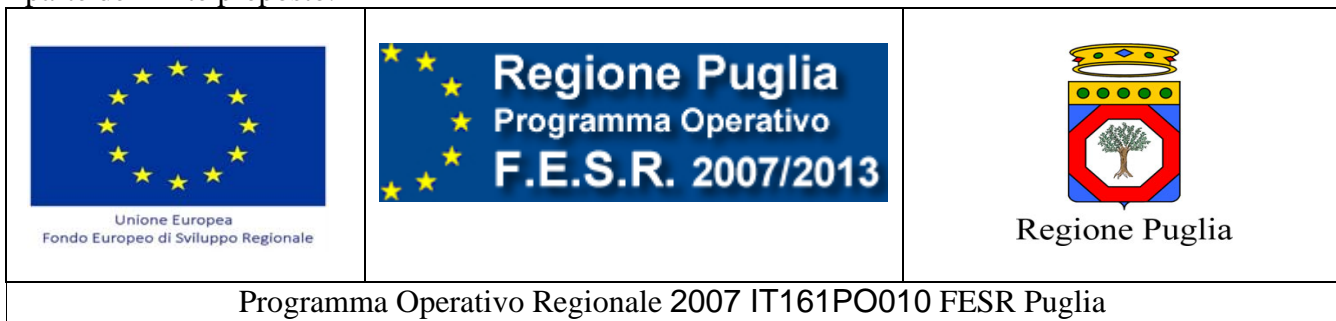 Unione Europea
Fondo Europeo di Sviluppo Regionale
Regione Puglia
Programma Operativo
F.E.S.R. 2007/2013
Regione Puglia
Programma Operativo Regionale 2007 IT161PO010 FESR Puglia